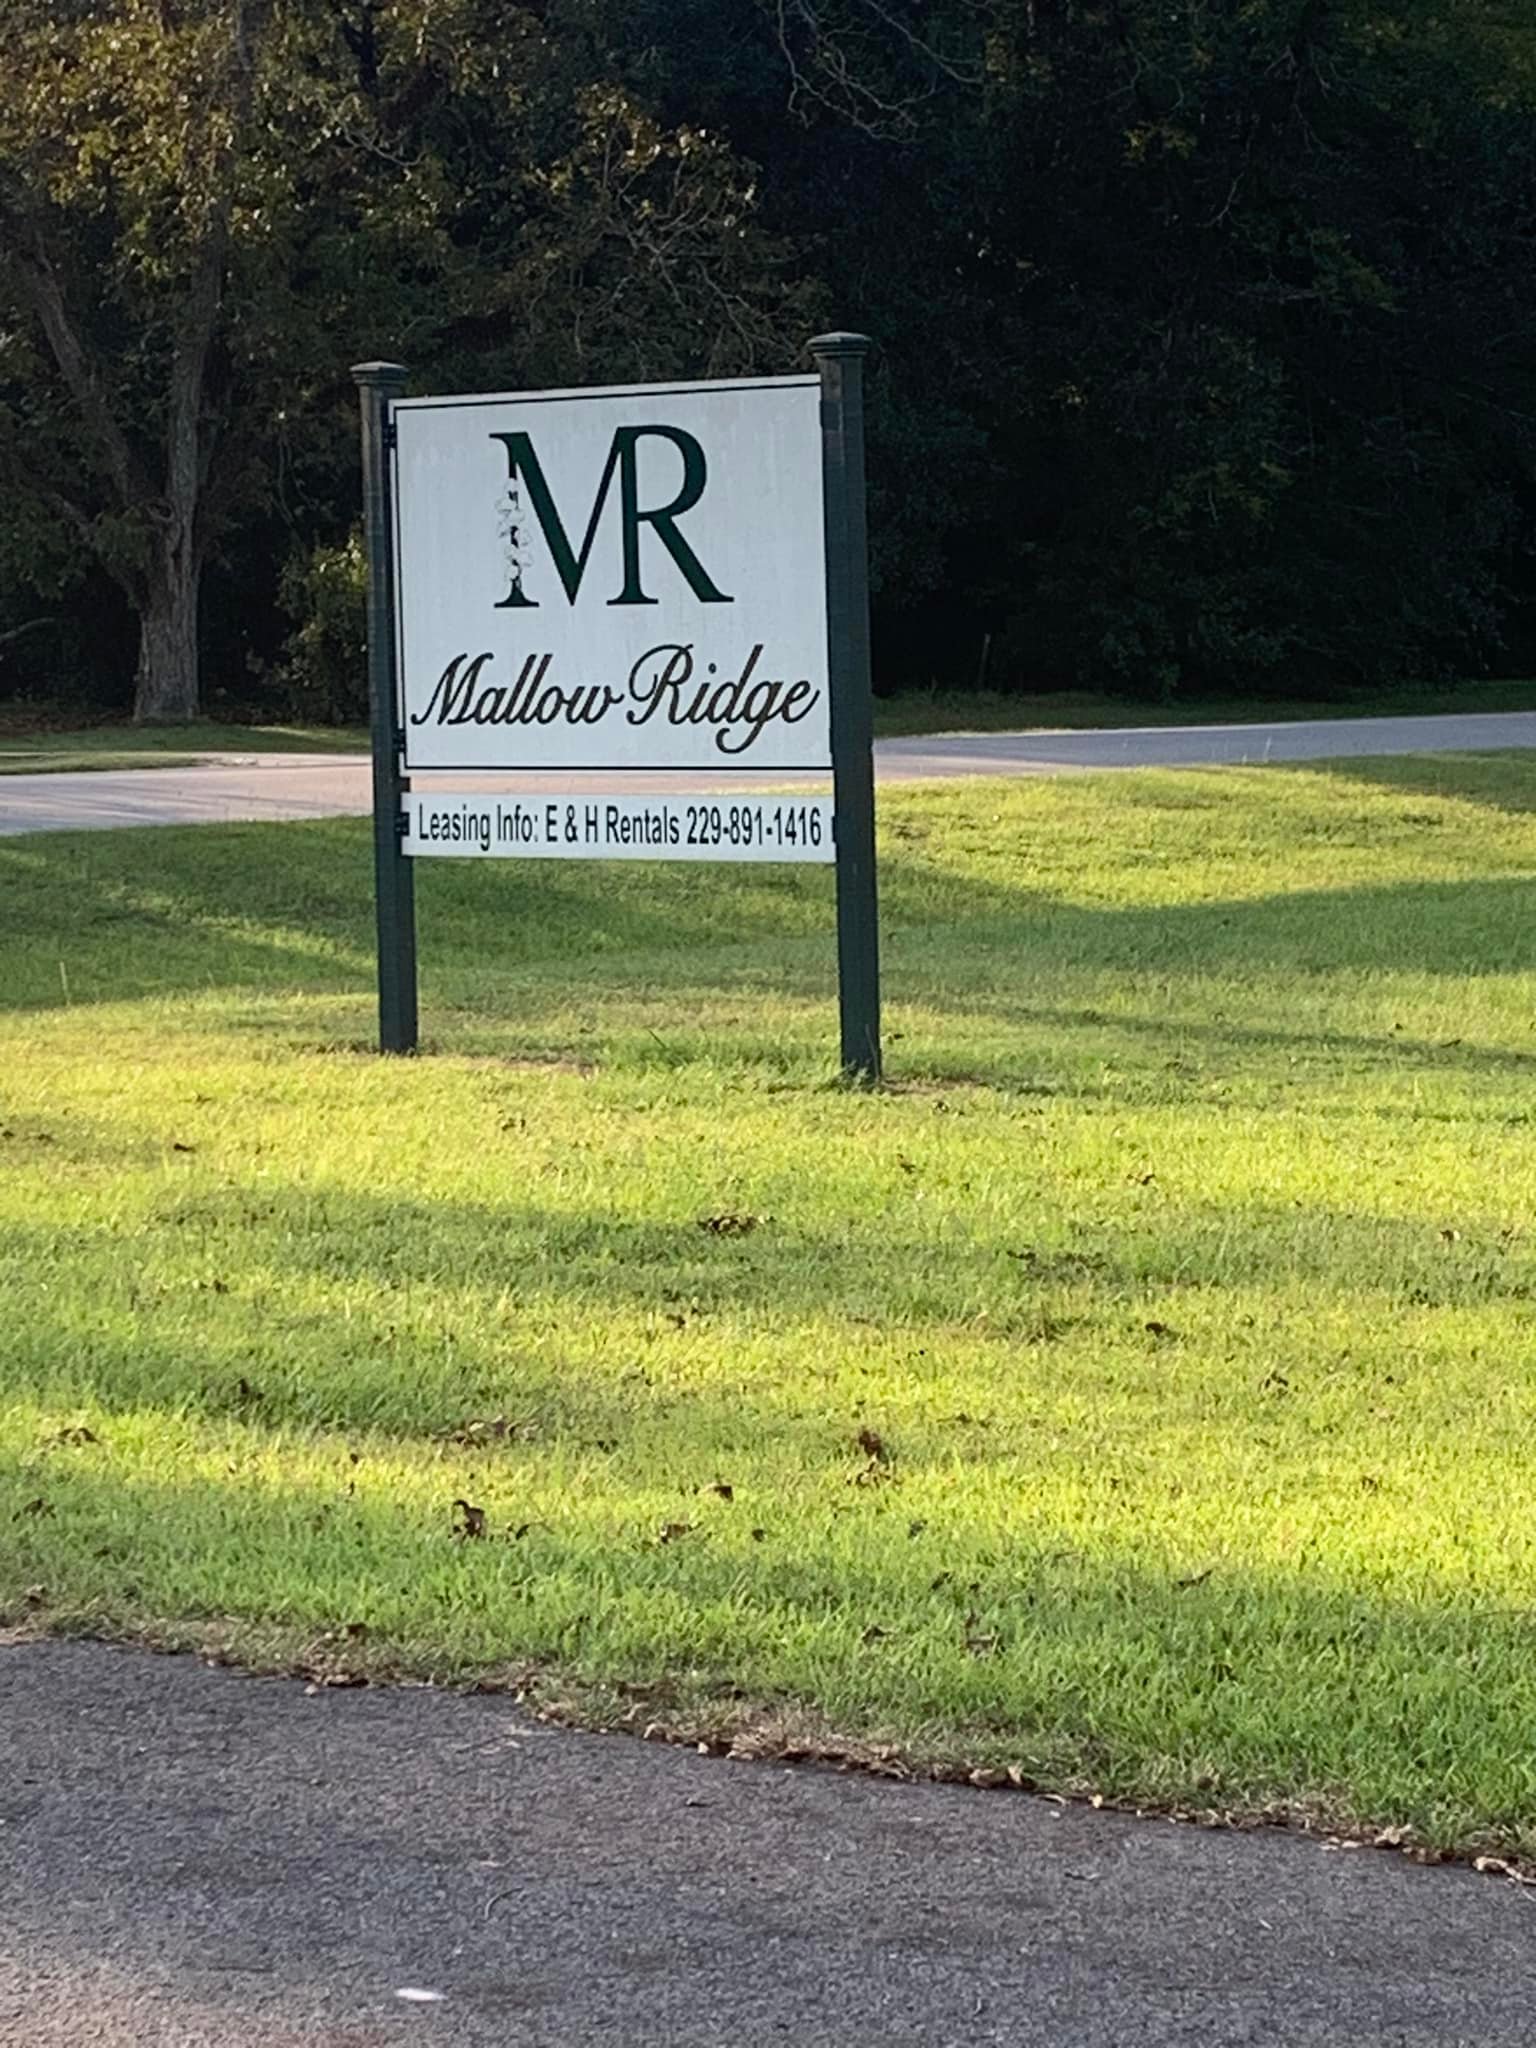 MR
Mallow Ridge
Leasing Info: E & H Rentals 229-891-1416